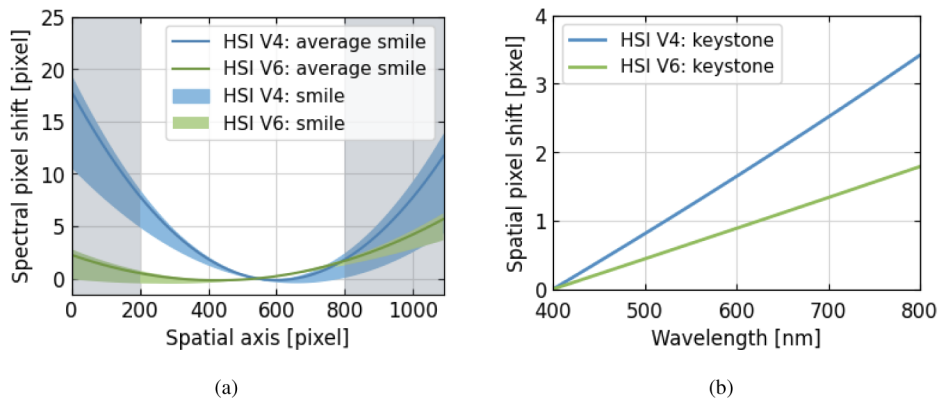 25
20
15
10
5
0
Spectral pixel shift [pixel]
HSI V4: average smile
HSI V6: average smile
HSI V4: smile
HSI V6: smile
0 200 400 600 800 1000
Spatial axis [pixel]
(a)
4
3
2
1
0
Spatial pixel shift [pixel]
HSI V4: keystone
HSI V6: keystone
400 500 600 700 800
Wavelength [nm]
(b)